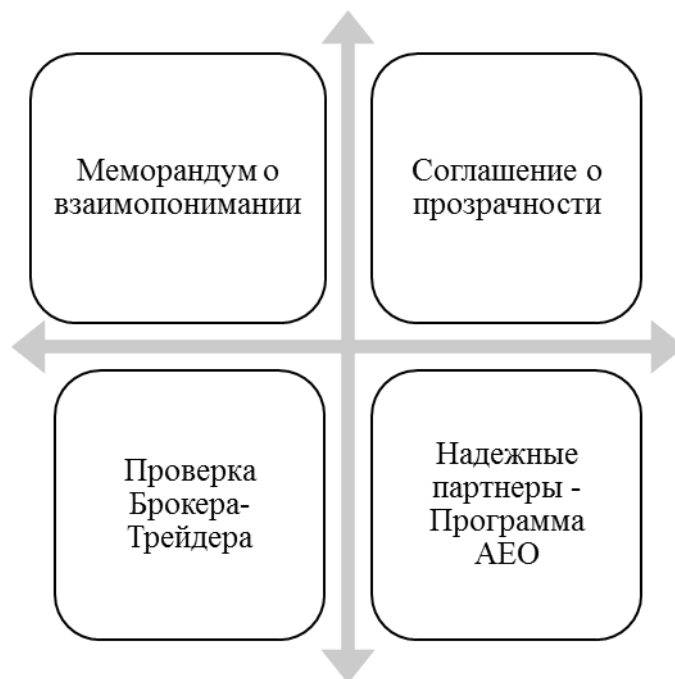 Меморандум о
взаимопонимании
Соглашение о
прозрачности
Проверка
Брокера-
Трейдера
Надежные
партнеры -
Программа
АЕО